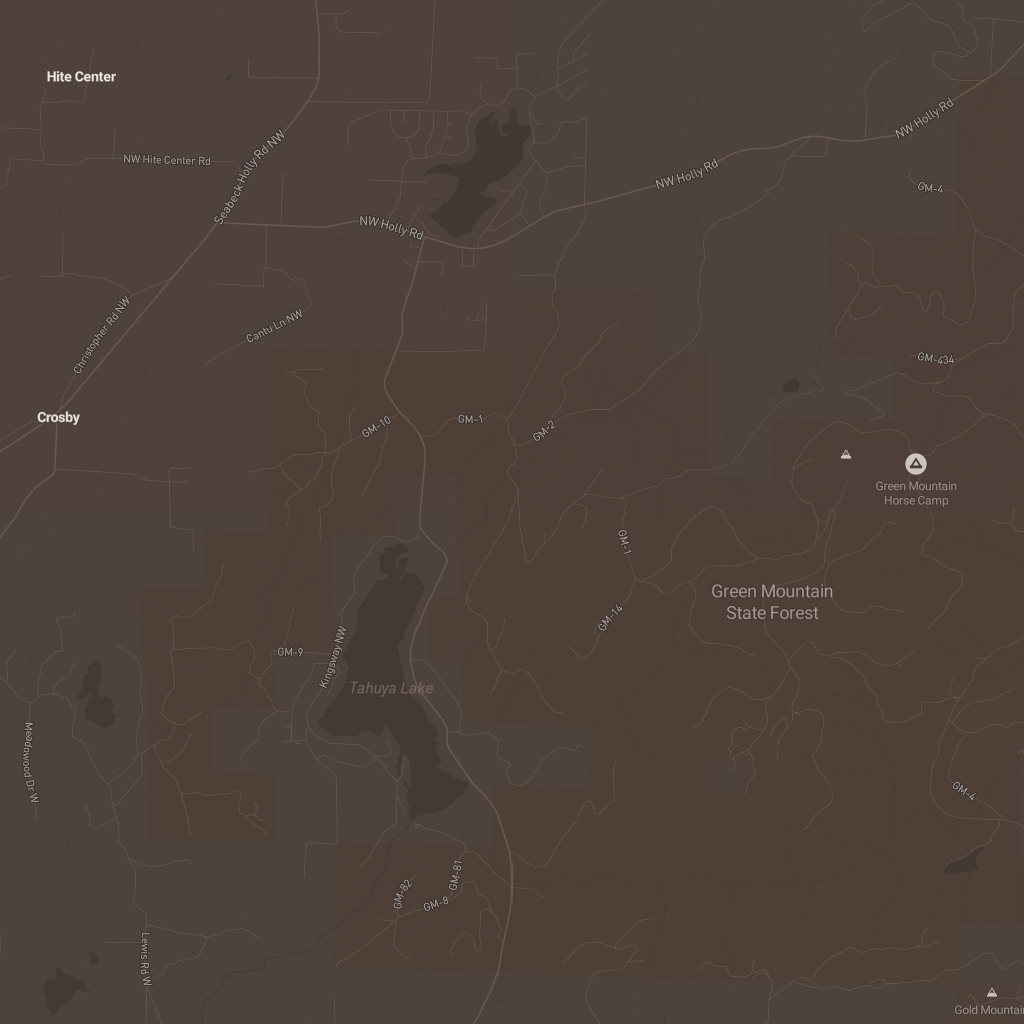 Hite Center
NW Hite Center Rd
Seabeck Holly Rd NW
NW Holly Rd
NW Holly Rd
NW Holly Rd
GM-4
Christopher Rd NW
Cantu Ln NW
GM-434
Crosby
GM-10
GM-1
GM-2
Green Mountain
Horse Camp
GM-1
Green Mountain
State Forest
GM-14
GM-9
Kingsway NW
Tahuya Lake
Meadowood Dr W
GM-4
GM-81
GM-82
GM-8
Lewis Rd W
Gold Mountain